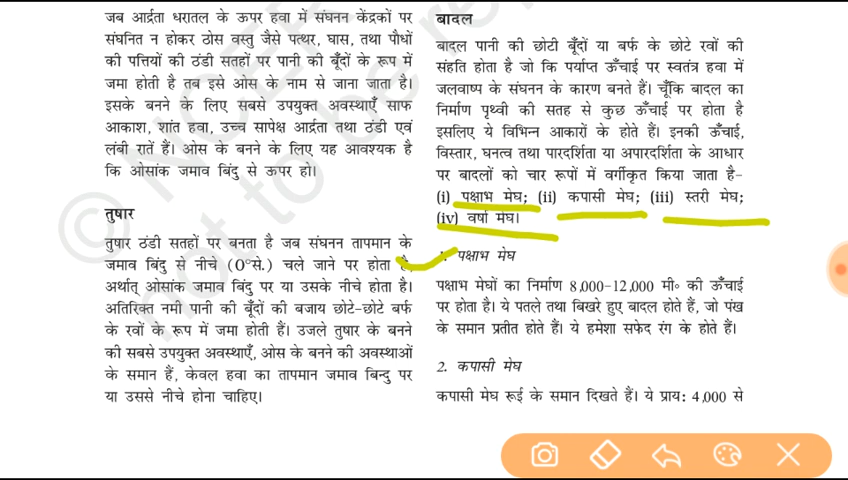 जब आर्द्रता धरातल के ऊपर हवा में संघनन केंद्रकों पर
संघनित न होकर ठोस वस्तु जैसे पत्थर, घास, तथा पौधों
की पत्तियों की ठंडी सतहों पर पानी की बूँदों के रूप में
जमा होती है तब इसे ओस के नाम से जाना जाता है।
इसके बनने के लिए सबसे उपयुक्त अवस्थाएँ साफ
आकाश, शांत हवा, उच्च सापेक्ष आर्द्रता तथा ठंडी एवं
लंबी रातें हैं। ओस के बनने के लिए यह आवश्यक है
कि ओसांक जमाव बिंदु से ऊपर हो।
तुषार
तुषार ठंडी सतहों पर बनता है जब संघनन तापमान के
जमाव बिंदु से नीचे (0°से.) चले जाने पर होता है,
अर्थात् ओसांक जमाव बिंदु पर या उसके नीचे होता है।
अतिरिक्त नमी पानी की बूँदों की बजाय छोटे-छोटे बर्फ
के रवों के रूप में जमा होती हैं। उजले तुषार के बनने
की सबसे उपयुक्त अवस्थाएँ, ओस के बनने की अवस्थाओं
के समान हैं, केवल हवा का तापमान जमाव बिन्दु पर
या उससे नीचे होना चाहिए।
बादल
बादल पानी की छोटी बूँदों या बर्फ के छोटे रवों की
संहति होता है जो कि पर्याप्त ऊँचाई पर स्वतंत्र हवा में
जलवाष्प के संघनन के कारण बनते हैं। चूँकि बादल का
निर्माण पृथ्वी की सतह से कुछ ऊँचाई पर होता है
इसलिए ये विभिन्न आकारों के होते हैं। इनकी ऊँचाई,
विस्तार, घनत्व तथा पारदर्शिता या अपारदर्शिता के आधार
पर बादलों को चार रूपों में वर्गीकृत किया जाता है–
(i) पक्षाभ मेघ; (ii) कपासी मेघ; (iii) स्तरी मेघ;
(iv) वर्षा मेघ।
1. पक्षाभ मेघ
पक्षाभ मेघों का निर्माण 8,000–12,000 मी॰ की ऊँचाई
पर होता है। ये पतले तथा बिखरे हुए बादल होते हैं, जो पंख
के समान प्रतीत होते हैं। ये हमेशा सफेद रंग के होते हैं।
2. कपासी मेघ
कपासी मेघ रूई के समान दिखते हैं। ये प्राय: 4,000 से